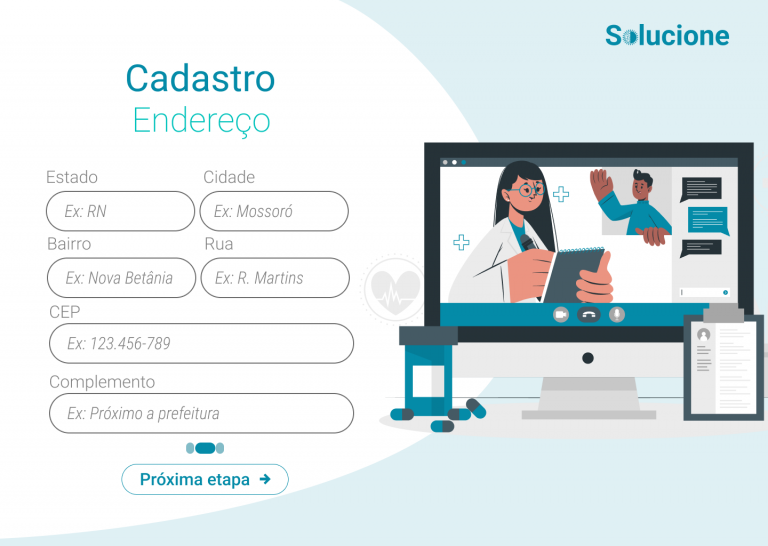 Solucione
Cadastro
Endereço
Estado
Cidade
Ex: RN
Ex: Mossoró
Bairro
Rua
Ex: Nova Betânia
Ex: R. Martins
CEP
Ex: 123.456-789
Complemento
Ex: Próximo a prefeitura
Próxima etapa